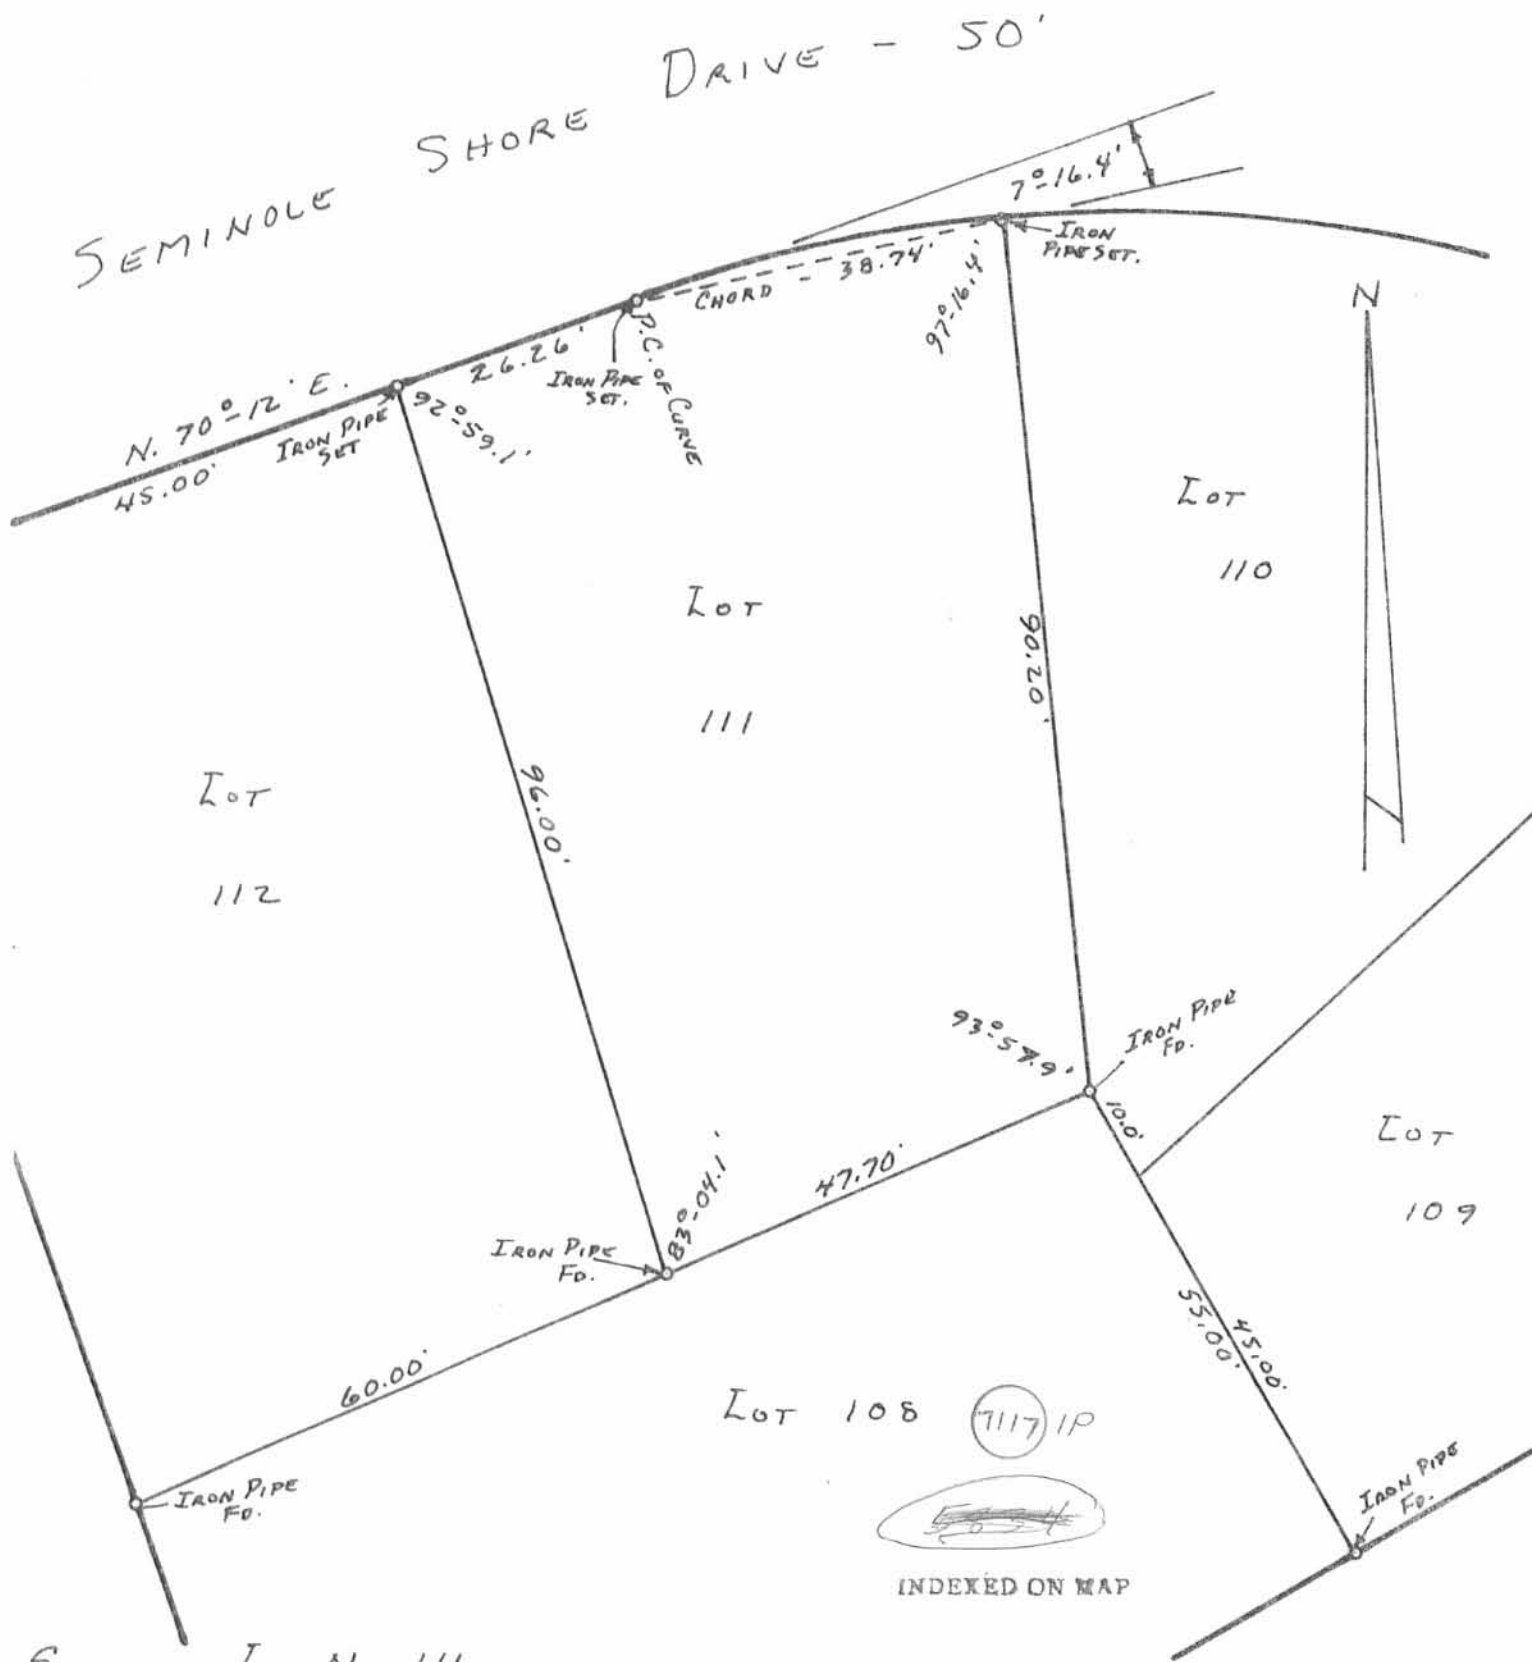 SEMINOLE SHORE DRIVE - 50'
7°-16.4'
IRON
PIPE SET.
CHORD - 38.74'
97°-16.4'
N
26.26'
IRON PIPE
SET.
P.C. OF CURVE
N. 70°-12' E.
45.00'
IRON PIPE
SET
92°-59.1'
LOT
110
LOT
111
90.20'
LOT
112
96.00'
93°-57.9'
IRON PIPE
FD.
10.0'
LOT
109
47.70'
83°-04.1'
IRON PIPE
FD.
55.00'
45.00'
60.00'
LOT 108
7117 1P
IRON PIPE
FD.
IRON PIPE
FD.
INDEXED ON MAP